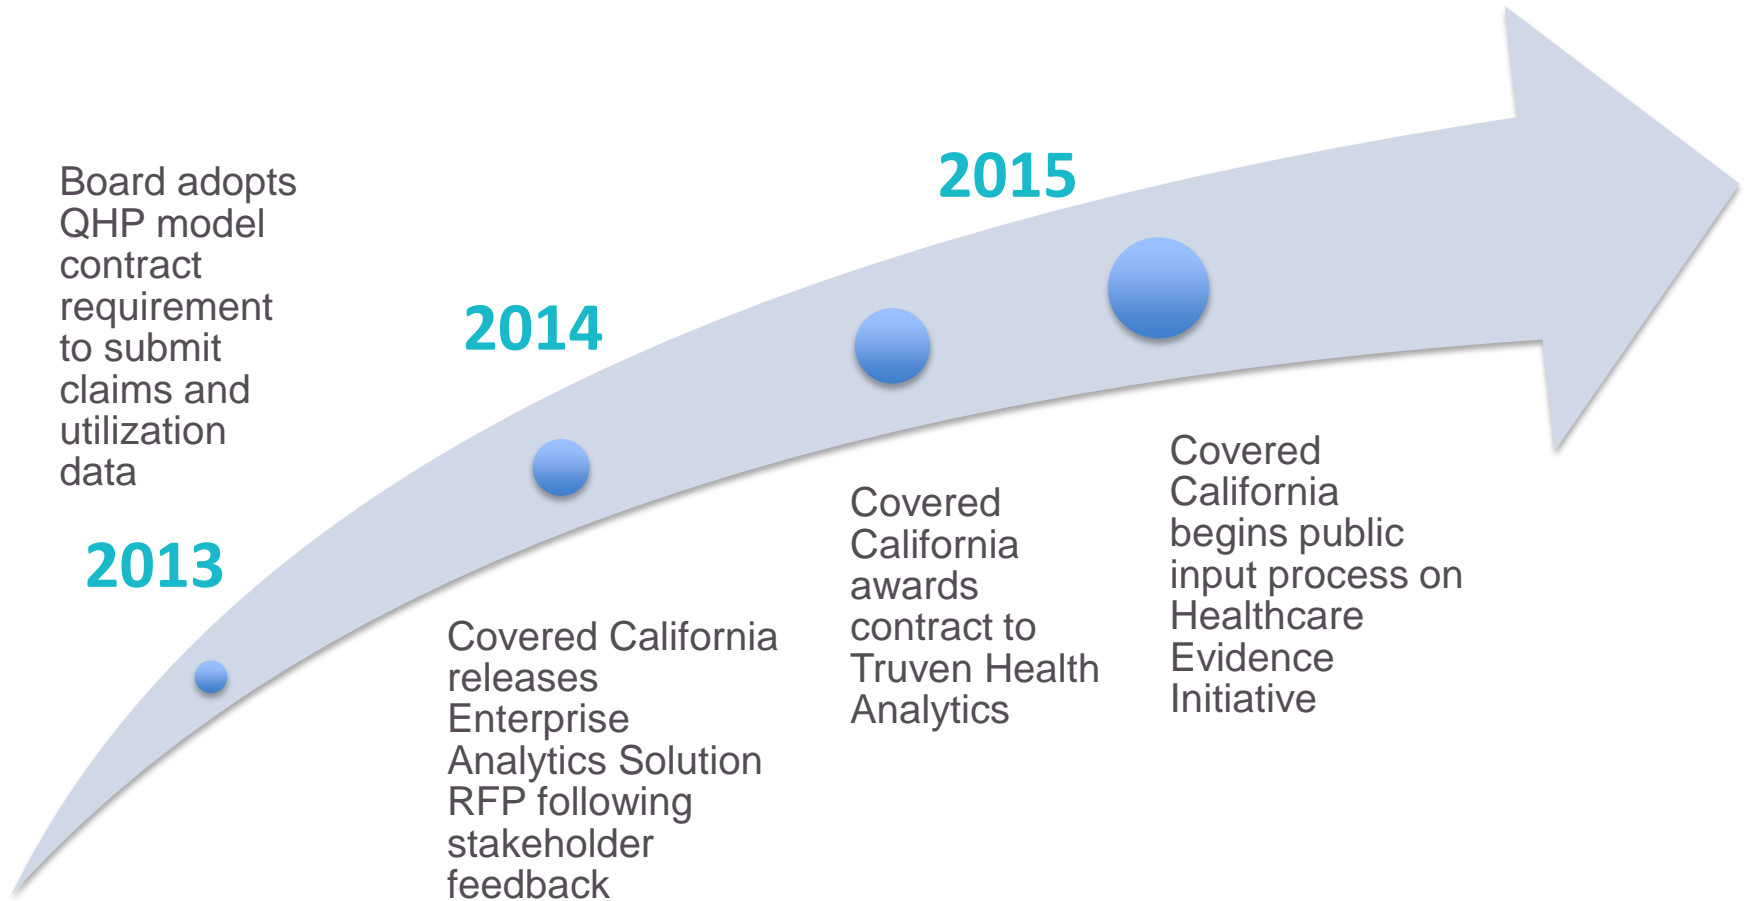 Board adopts
QHP model
contract
requirement
to submit
claims and
utilization
data
2013
2014
Covered California
releases
Enterprise
Analytics Solution
RFP following
stakeholder
feedback
2015
Covered
California
awards
contract to
Truven Health
Analytics
Covered
California
begins public
input process on
Healthcare
Evidence
Initiative